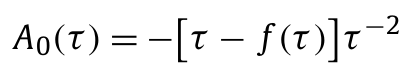 A₀(τ) = −[τ − f(τ)]τ⁻²